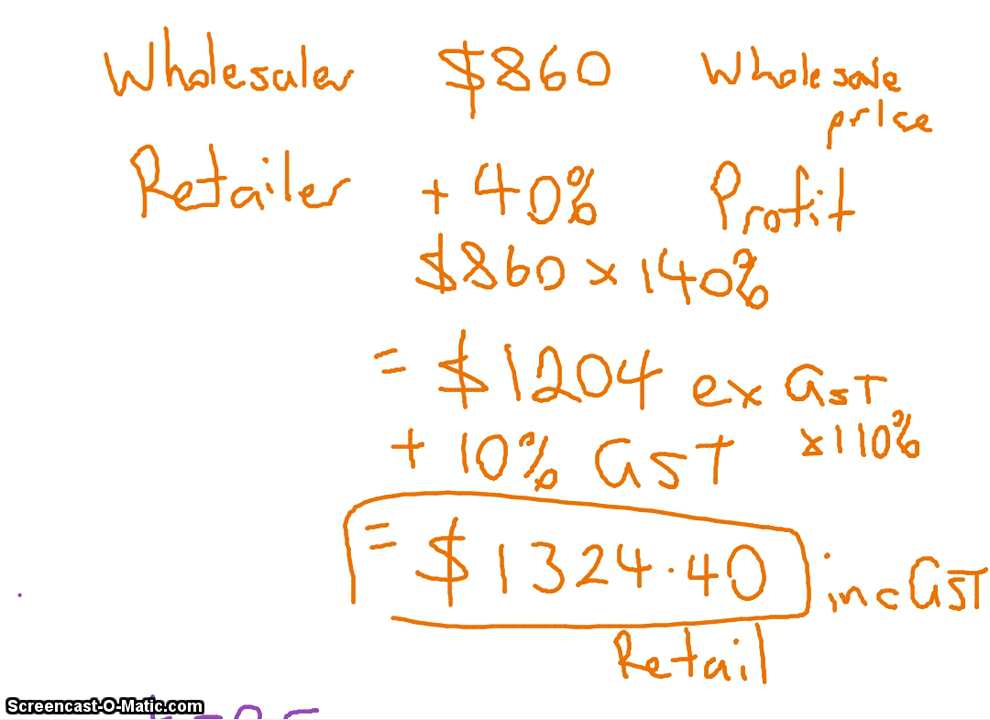 Wholesaler $860 Wholesale price
Retailer + 40% Profit
$860 x 140%
= $1204 ex GST
+ 10% GST x110%
= $1324.40 inc GST
Retail
Screencast-O-Matic.com